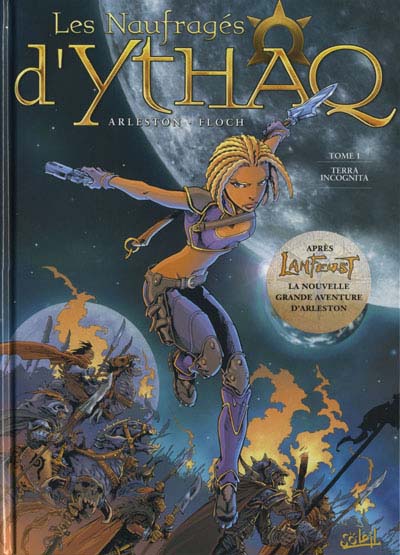 Les Naufragés
d'YTHAQ
ARLESTON - FLOCH
TOME 1
TERRA
INCOGNITA
APRÈS
LANFEUST
LA NOUVELLE
GRANDE AVENTURE
D'ARLESTON
Soleil